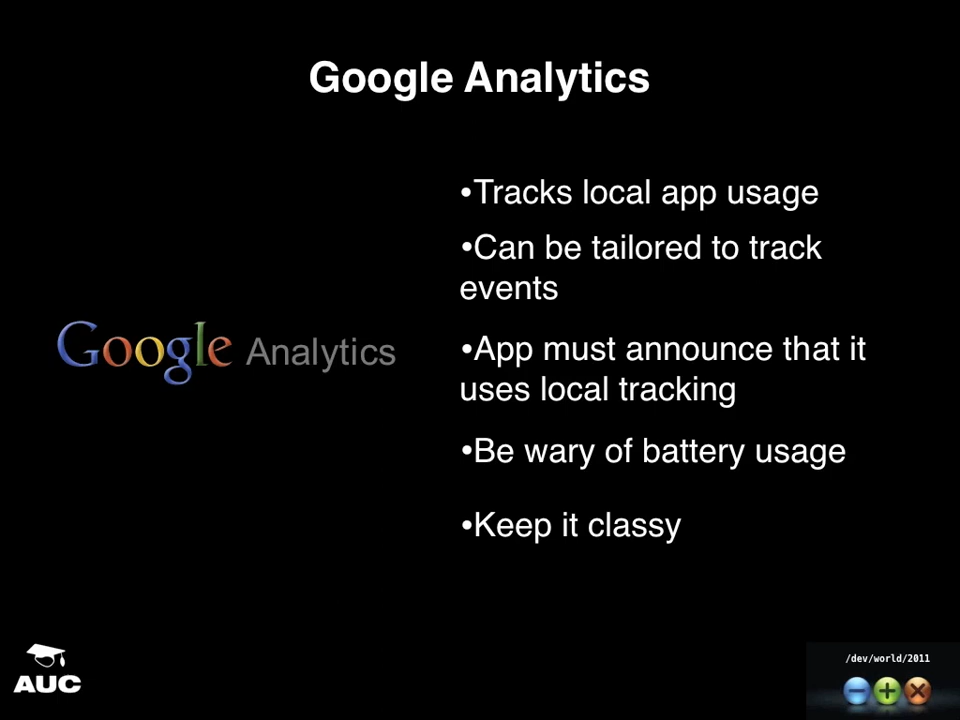 Google Analytics
•Tracks local app usage
•Can be tailored to track
events
Google Analytics
•App must announce that it
uses local tracking
•Be wary of battery usage
•Keep it classy
AUC
/dev/world/2011